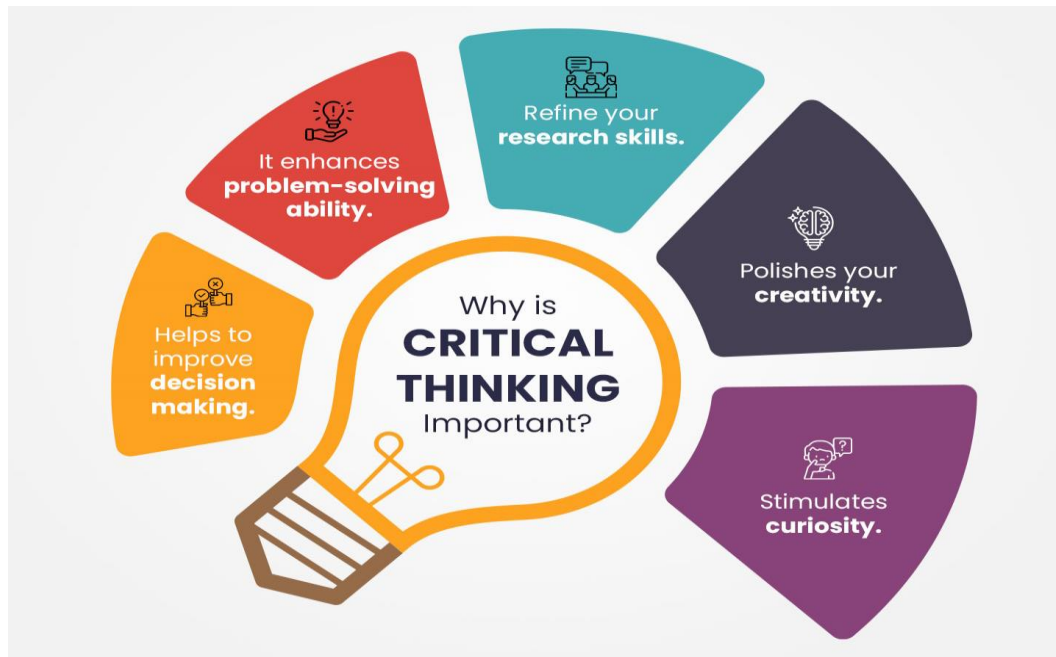 Why is
CRITICAL
THINKING
Important?
Helps to
improve
decision
making.
It enhances
problem-solving
ability.
Refine your
research skills.
Polishes your
creativity.
Stimulates
curiosity.